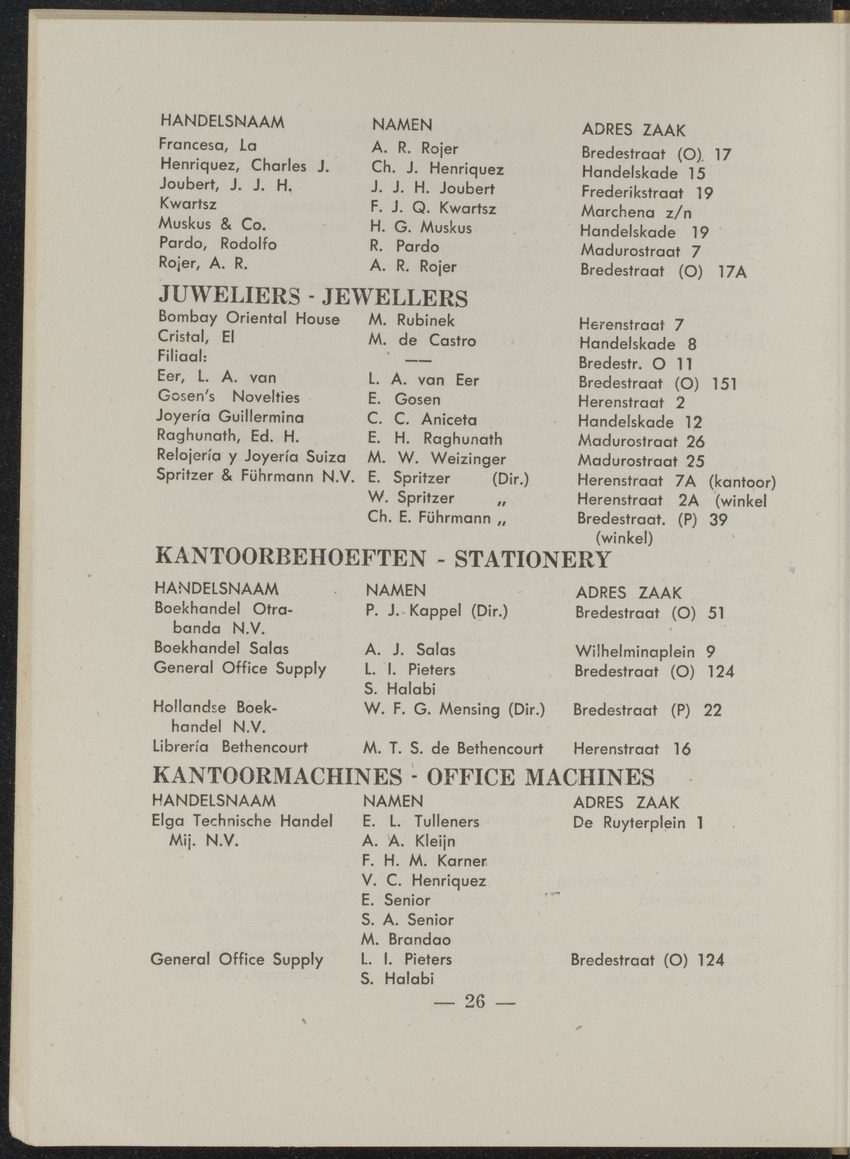 HANDELSNAAM NAMEN ADRES ZAAK
Francesa, La A. R. Rojer Bredestraat (O). 17
Henriquez, Charles J. Ch. J. Henriquez Handelskade 15
Joubert, J. J. H. J. J. H. Joubert Frederikstraat 19
Kwartsz F. J. Q. Kwartsz Marchena z/n
Muskus & Co. H. G. Muskus Handelskade 19
Pardo, Rodolfo R. Pardo Madurostraat 7
Rojer, A. R. A. R. Rojer Bredestraat (O) 17A
JUWELIERS - JEWELLERS
Bombay Oriental House M. Rubinek Herenstraat 7
Cristal, El M. de Castro Handelskade 8
Filiaal: —— Bredestr. O 11
Eer, L. A. van L. A. van Eer Bredestraat (O) 151
Gosen's Novelties E. Gosen Herenstraat 2
Joyería Guillermina C. C. Aniceta Handelskade 12
Raghunath, Ed. H. E. H. Raghunath Madurostraat 26
Relojería y Joyería Suiza M. W. Weizinger Madurostraat 25
Spritzer & Führmann N.V. E. Spritzer (Dir.) Herenstraat 7A (kantoor)
W. Spritzer „ Herenstraat 2A (winkel
Ch. E. Führmann „ Bredestraat. (P) 39
(winkel)
KANTOORBEHOEFTEN - STATIONERY
HANDELSNAAM NAMEN ADRES ZAAK
Boekhandel Otra- P. J. Kappel (Dir.) Bredestraat (O) 51
banda N.V.
Boekhandel Salas A. J. Salas Wilhelminaplein 9
General Office Supply L. I. Pieters Bredestraat (O) 124
S. Halabi
Hollandse Boek- W. F. G. Mensing (Dir.) Bredestraat (P) 22
handel N.V.
Librería Bethencourt M. T. S. de Bethencourt Herenstraat 16
KANTOORMACHINES - OFFICE MACHINES
HANDELSNAAM NAMEN ADRES ZAAK
Elga Technische Handel E. L. Tulleners De Ruyterplein 1
Mij. N.V. A. A. Kleijn
F. H. M. Karner
V. C. Henriquez
E. Senior
S. A. Senior
M. Brandao
General Office Supply L. I. Pieters Bredestraat (O) 124
S. Halabi
— 26 —